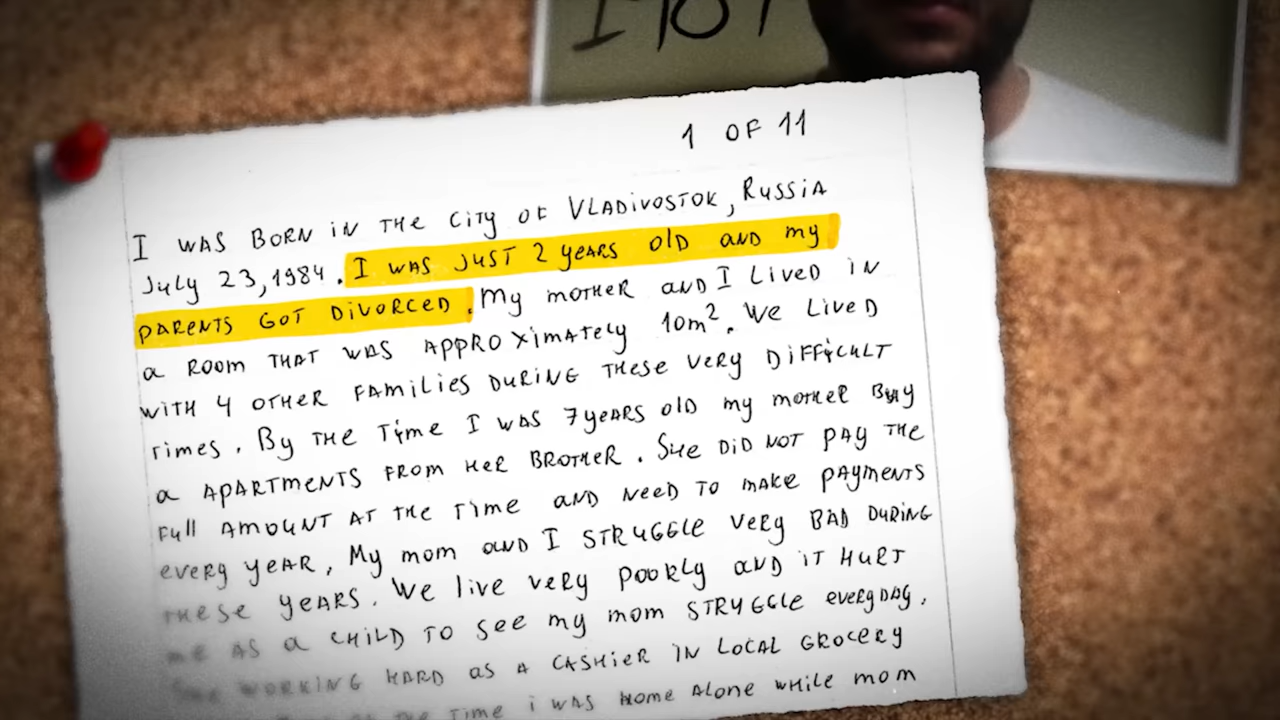 1 OF 11
I WAS BORN IN THE CITY OF VLADIVOSTOK, RUSSIA
July 23, 1984. I WAS JUST 2 YEARS old AND my
PARENTS GOT DIVORCED. My MOTHER AND I LIVED IN
a ROOM THAT WAS APPROXIMATELY 10m². We LIVED
WITH 4 OTHER FAMILIES DURING THESE VERY DIFFICULT
TIMES. By THE TIME I WAS 7 YEARS old my MOTHER Buy
a APARTMENTS FROM HER BROTHER. SHE DID NOT PAY THE
Full AMOUNT AT THE TIME AND NEED TO MAKE PAYMENTS
EVERY YEAR, My mom AND I STRUGGLE VERY BAD DURING
THESE YEARS. We live VERY POORLY AND IT HURT
me AS a CHILD TO SEE my mom STRUGGLE EVERYDAY.
SHE WORKING HARD AS A CASHIER IN LOCAL GROCERY
THE TIME i WAS HOME ALONE WHILE mom